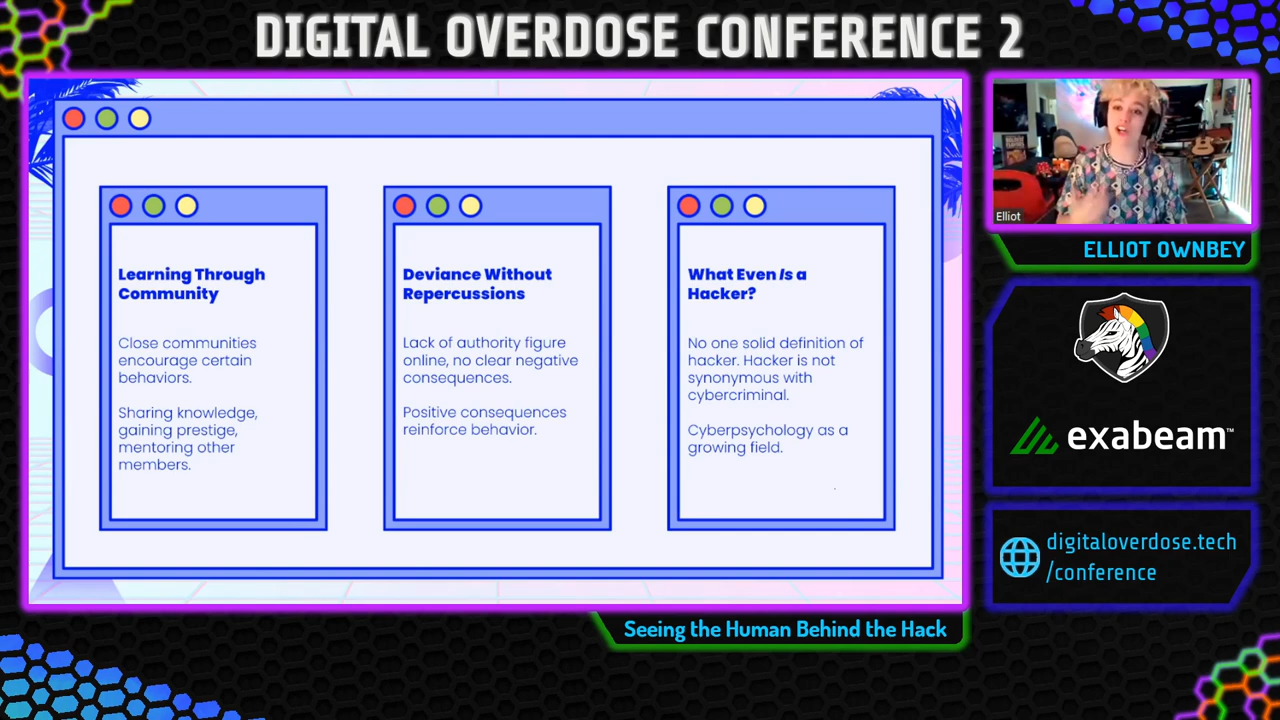 DIGITAL OVERDOSE CONFERENCE 2
Learning Through
Community
Close communities
encourage certain
behaviors.
Sharing knowledge,
gaining prestige,
mentoring other
members.
Deviance Without
Repercussions
Lack of authority figure
online, no clear negative
consequences.
Positive consequences
reinforce behavior.
What Even Is a
Hacker?
No one solid definition of
hacker. Hacker is not
synonymous with
cybercriminal.
Cyberpsychology as a
growing field.
Elliot
ELLIOT OWNBEY
exabeam™
digitaloverdose.tech
/conference
Seeing the Human Behind the Hack